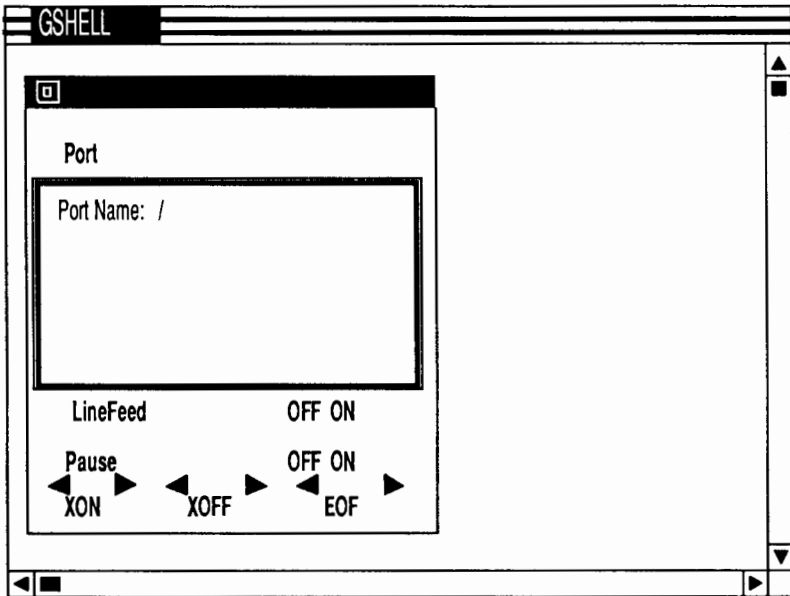 GSHELL
Port
Port Name: /
LineFeed OFF ON
Pause OFF ON
XON XOFF EOF